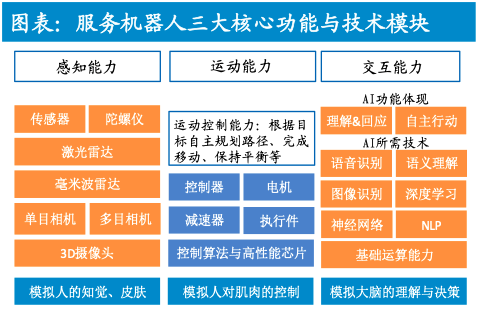 图表：服务机器人三大核心功能与技术模块
感知能力
运动能力
交互能力
传感器
陀螺仪
激光雷达
毫米波雷达
单目相机
多目相机
3D摄像头
模拟人的知觉、皮肤
运动控制能力：根据目
标自主规划路径、完成
移动、保持平衡等
控制器
电机
减速器
执行件
控制算法与高性能芯片
模拟人对肌肉的控制
AI功能体现
理解&回应
自主行动
AI所需技术
语音识别
语义理解
图像识别
深度学习
神经网络
NLP
基础运算能力
模拟大脑的理解与决策